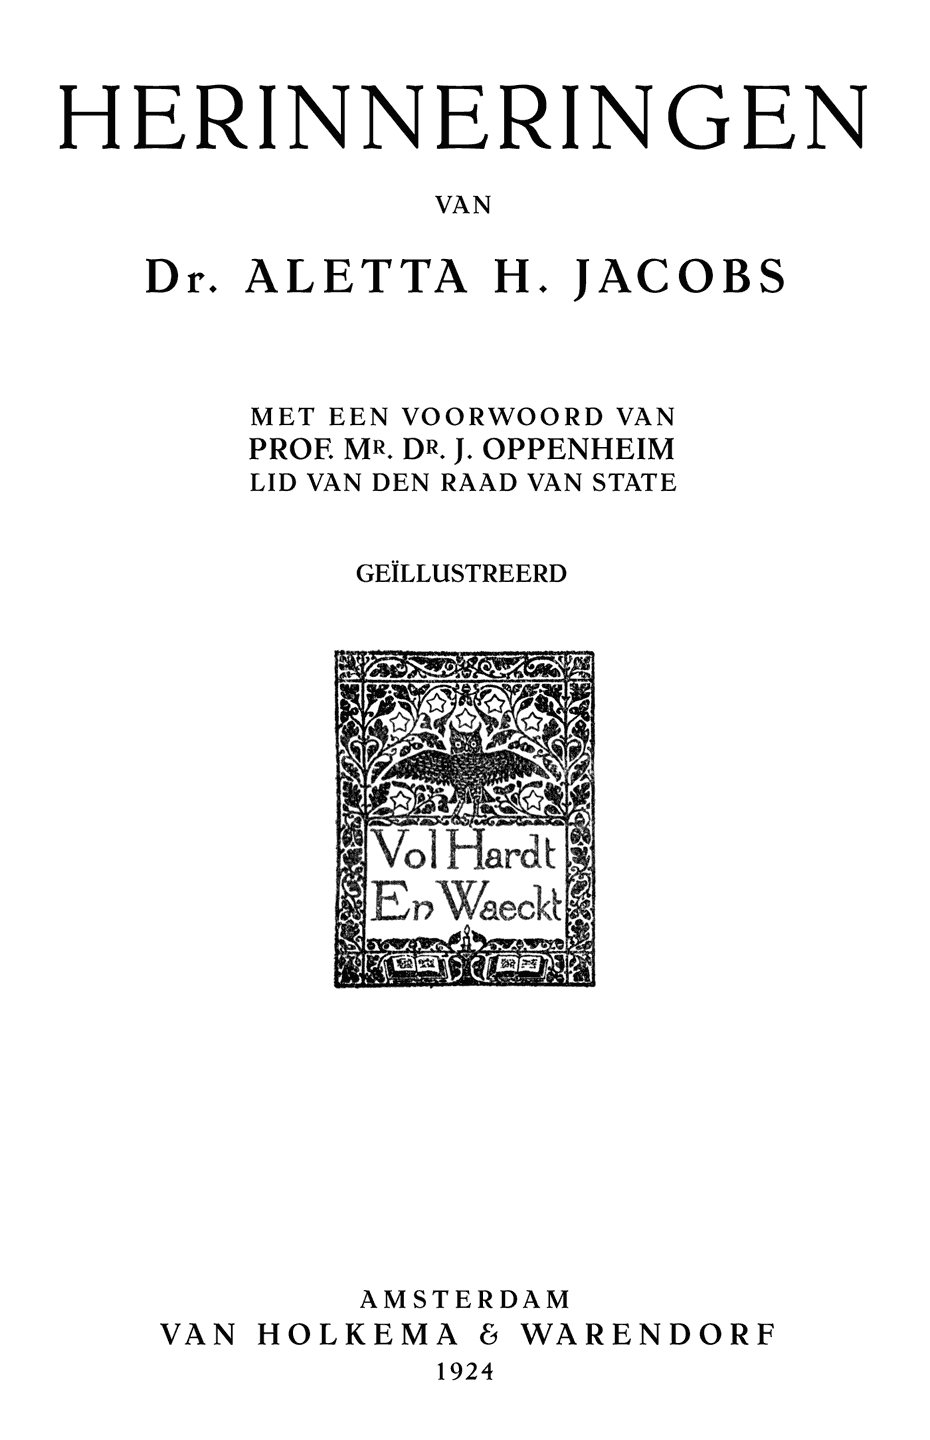 HERINNERINGEN
VAN
Dr. ALETTA H. JACOBS
MET EEN VOORWOORD VAN
PROF. MR. DR. J. OPPENHEIM
LID VAN DEN RAAD VAN STATE
GEÏLLUSTREERD
Vol Hardt
En Waeckt
AMSTERDAM
VAN HOLKEMA & WARENDORF
1924